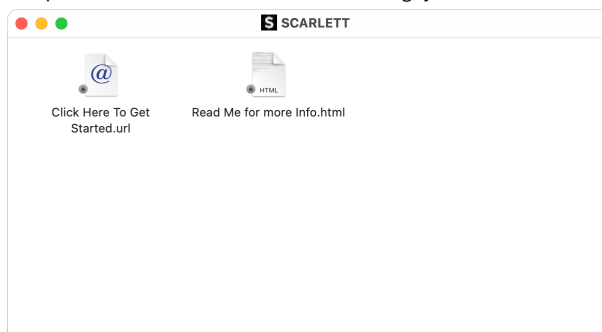 S SCARLETT
@
HTML
Click Here To Get
Started.url
Read Me for more Info.html